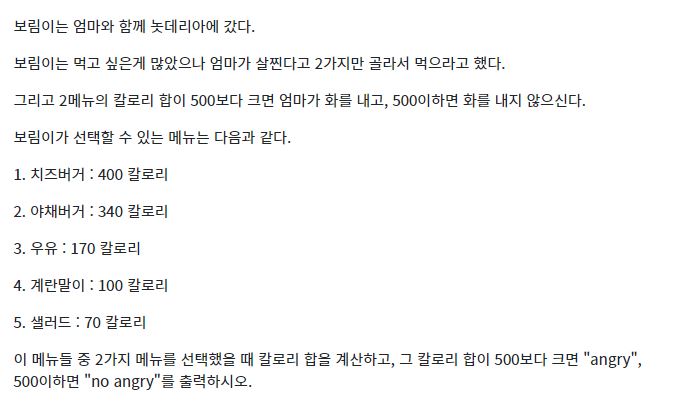 보림이는 엄마와 함께 놋데리아에 갔다.
보림이는 먹고 싶은게 많았으나 엄마가 살찐다고 2가지만 골라서 먹으라고 했다.
그리고 2메뉴의 칼로리 합이 500보다 크면 엄마가 화를 내고, 500이하면 화를 내지 않으신다.
보림이가 선택할 수 있는 메뉴는 다음과 같다.
1. 치즈버거 : 400 칼로리
2. 야채버거 : 340 칼로리
3. 우유 : 170 칼로리
4. 계란말이 : 100 칼로리
5. 샐러드 : 70 칼로리
이 메뉴들 중 2가지 메뉴를 선택했을 때 칼로리 합을 계산하고, 그 칼로리 합이 500보다 크면 "angry",
500이하면 "no angry"를 출력하시오.